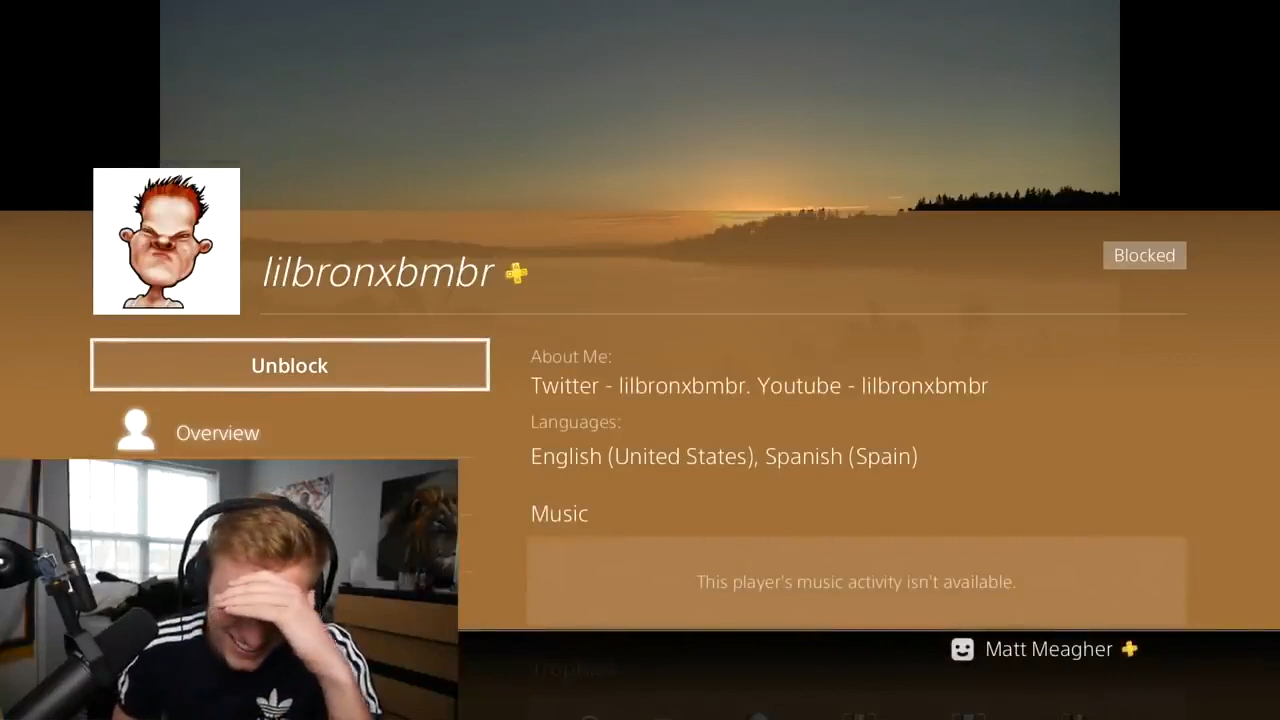 lilbronxbmbr
Blocked
Unblock
About Me:
Twitter - lilbronxbmbr. Youtube - lilbronxbmbr
Languages:
Overview
English (United States), Spanish (Spain)
Music
This player's music activity isn't available.
Matt Meagher
Trophies